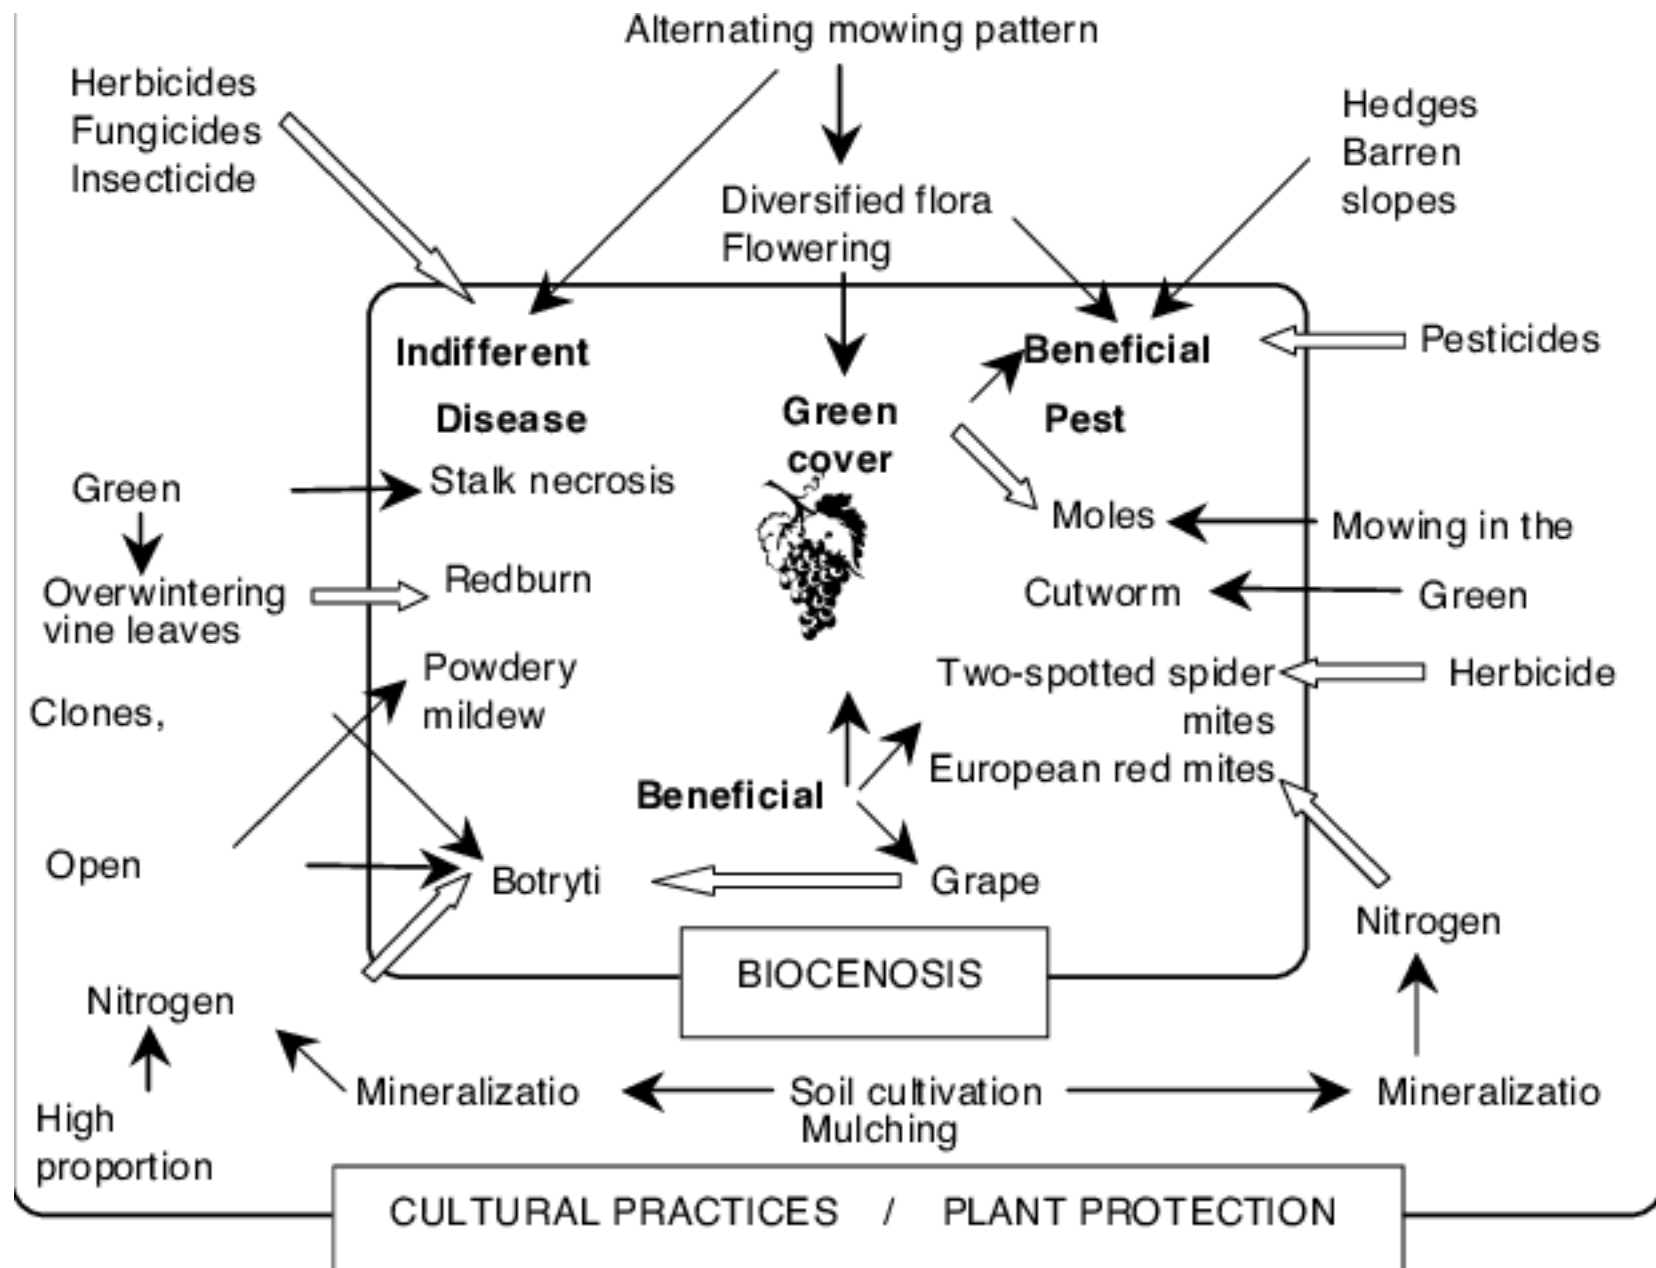 Alternating mowing pattern
Herbicides
Fungicides
Insecticide
Hedges
Barren
slopes
Diversified flora
Flowering
Indifferent
Beneficial
Pesticides
Disease
Green
cover
Pest
Green
Stalk necrosis
Moles
Mowing in the
Overwintering
vine leaves
Redburn
Cutworm
Green
Powdery
mildew
Two-spotted spider
mites
Herbicide
Clones,
European red mites
Beneficial
Open
Botryti
Grape
Nitrogen
BIOCENOSIS
Nitrogen
High
proportion
Mineralizatio
Soil cultivation
Mulching
Mineralizatio
CULTURAL PRACTICES / PLANT PROTECTION